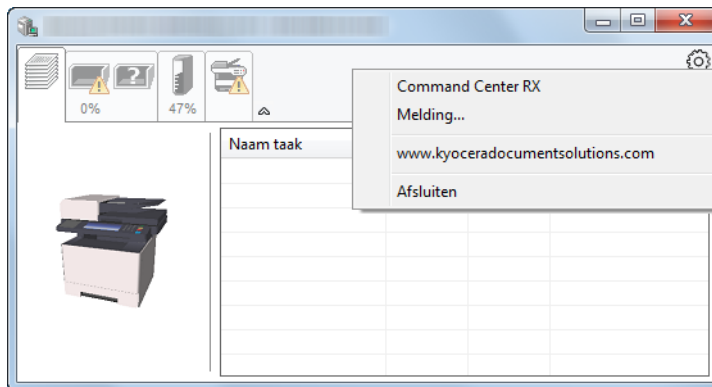 0%
47%
Command Center RX
Melding...
Naam taak
www.kyoceradocumentsolutions.com
Afsluiten